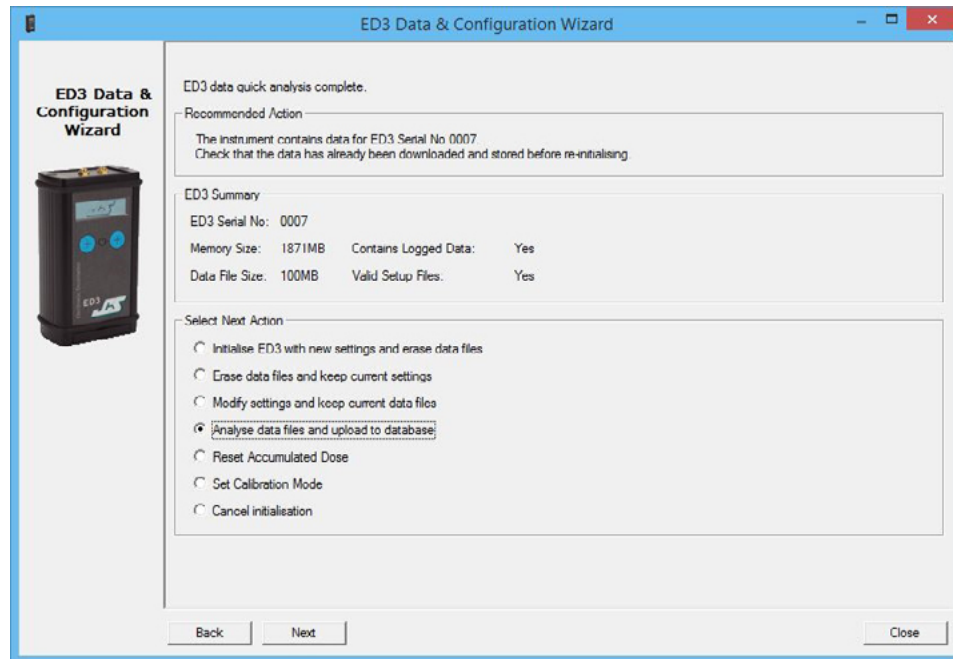 ED3 Data & Configuration Wizard
ED3 Data &
Configuration
Wizard
ED3
ED3 data quick analysis complete.
Recommended Action
The instrument contains data for ED3 Serial No 0007.
Check that the data has already been downloaded and stored before re-initialising.
ED3 Summary
ED3 Serial No: 0007
Memory Size: 1871MB Contains Logged Data: Yes
Data File Size: 100MB Valid Setup Files: Yes
Select Next Action
Initialise ED3 with new settings and erase data files
Erase data files and keep current settings
Modify settings and keep current data files
Analyse data files and upload to database
Reset Accumulated Dose
Set Calibration Mode
Cancel initialisation
Back Next Close